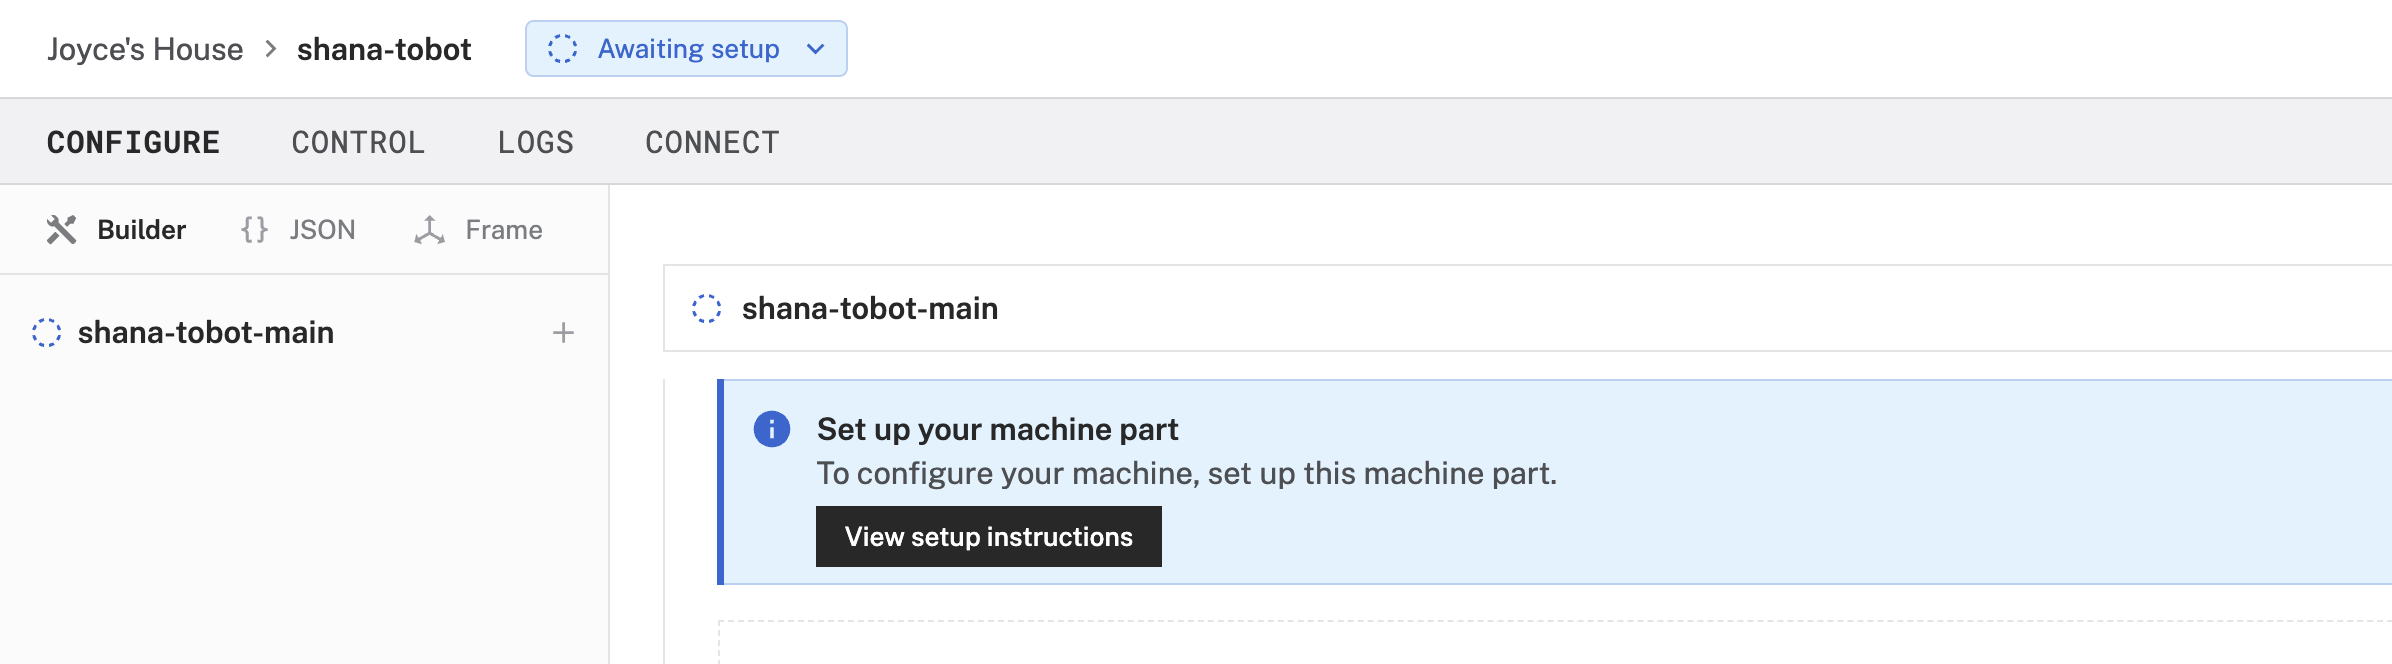 Joyce's House > shana-tobot Awaiting setup
CONFIGURE CONTROL LOGS CONNECT
Builder {} JSON Frame
shana-tobot-main +
shana-tobot-main
Set up your machine part
To configure your machine, set up this machine part.
View setup instructions